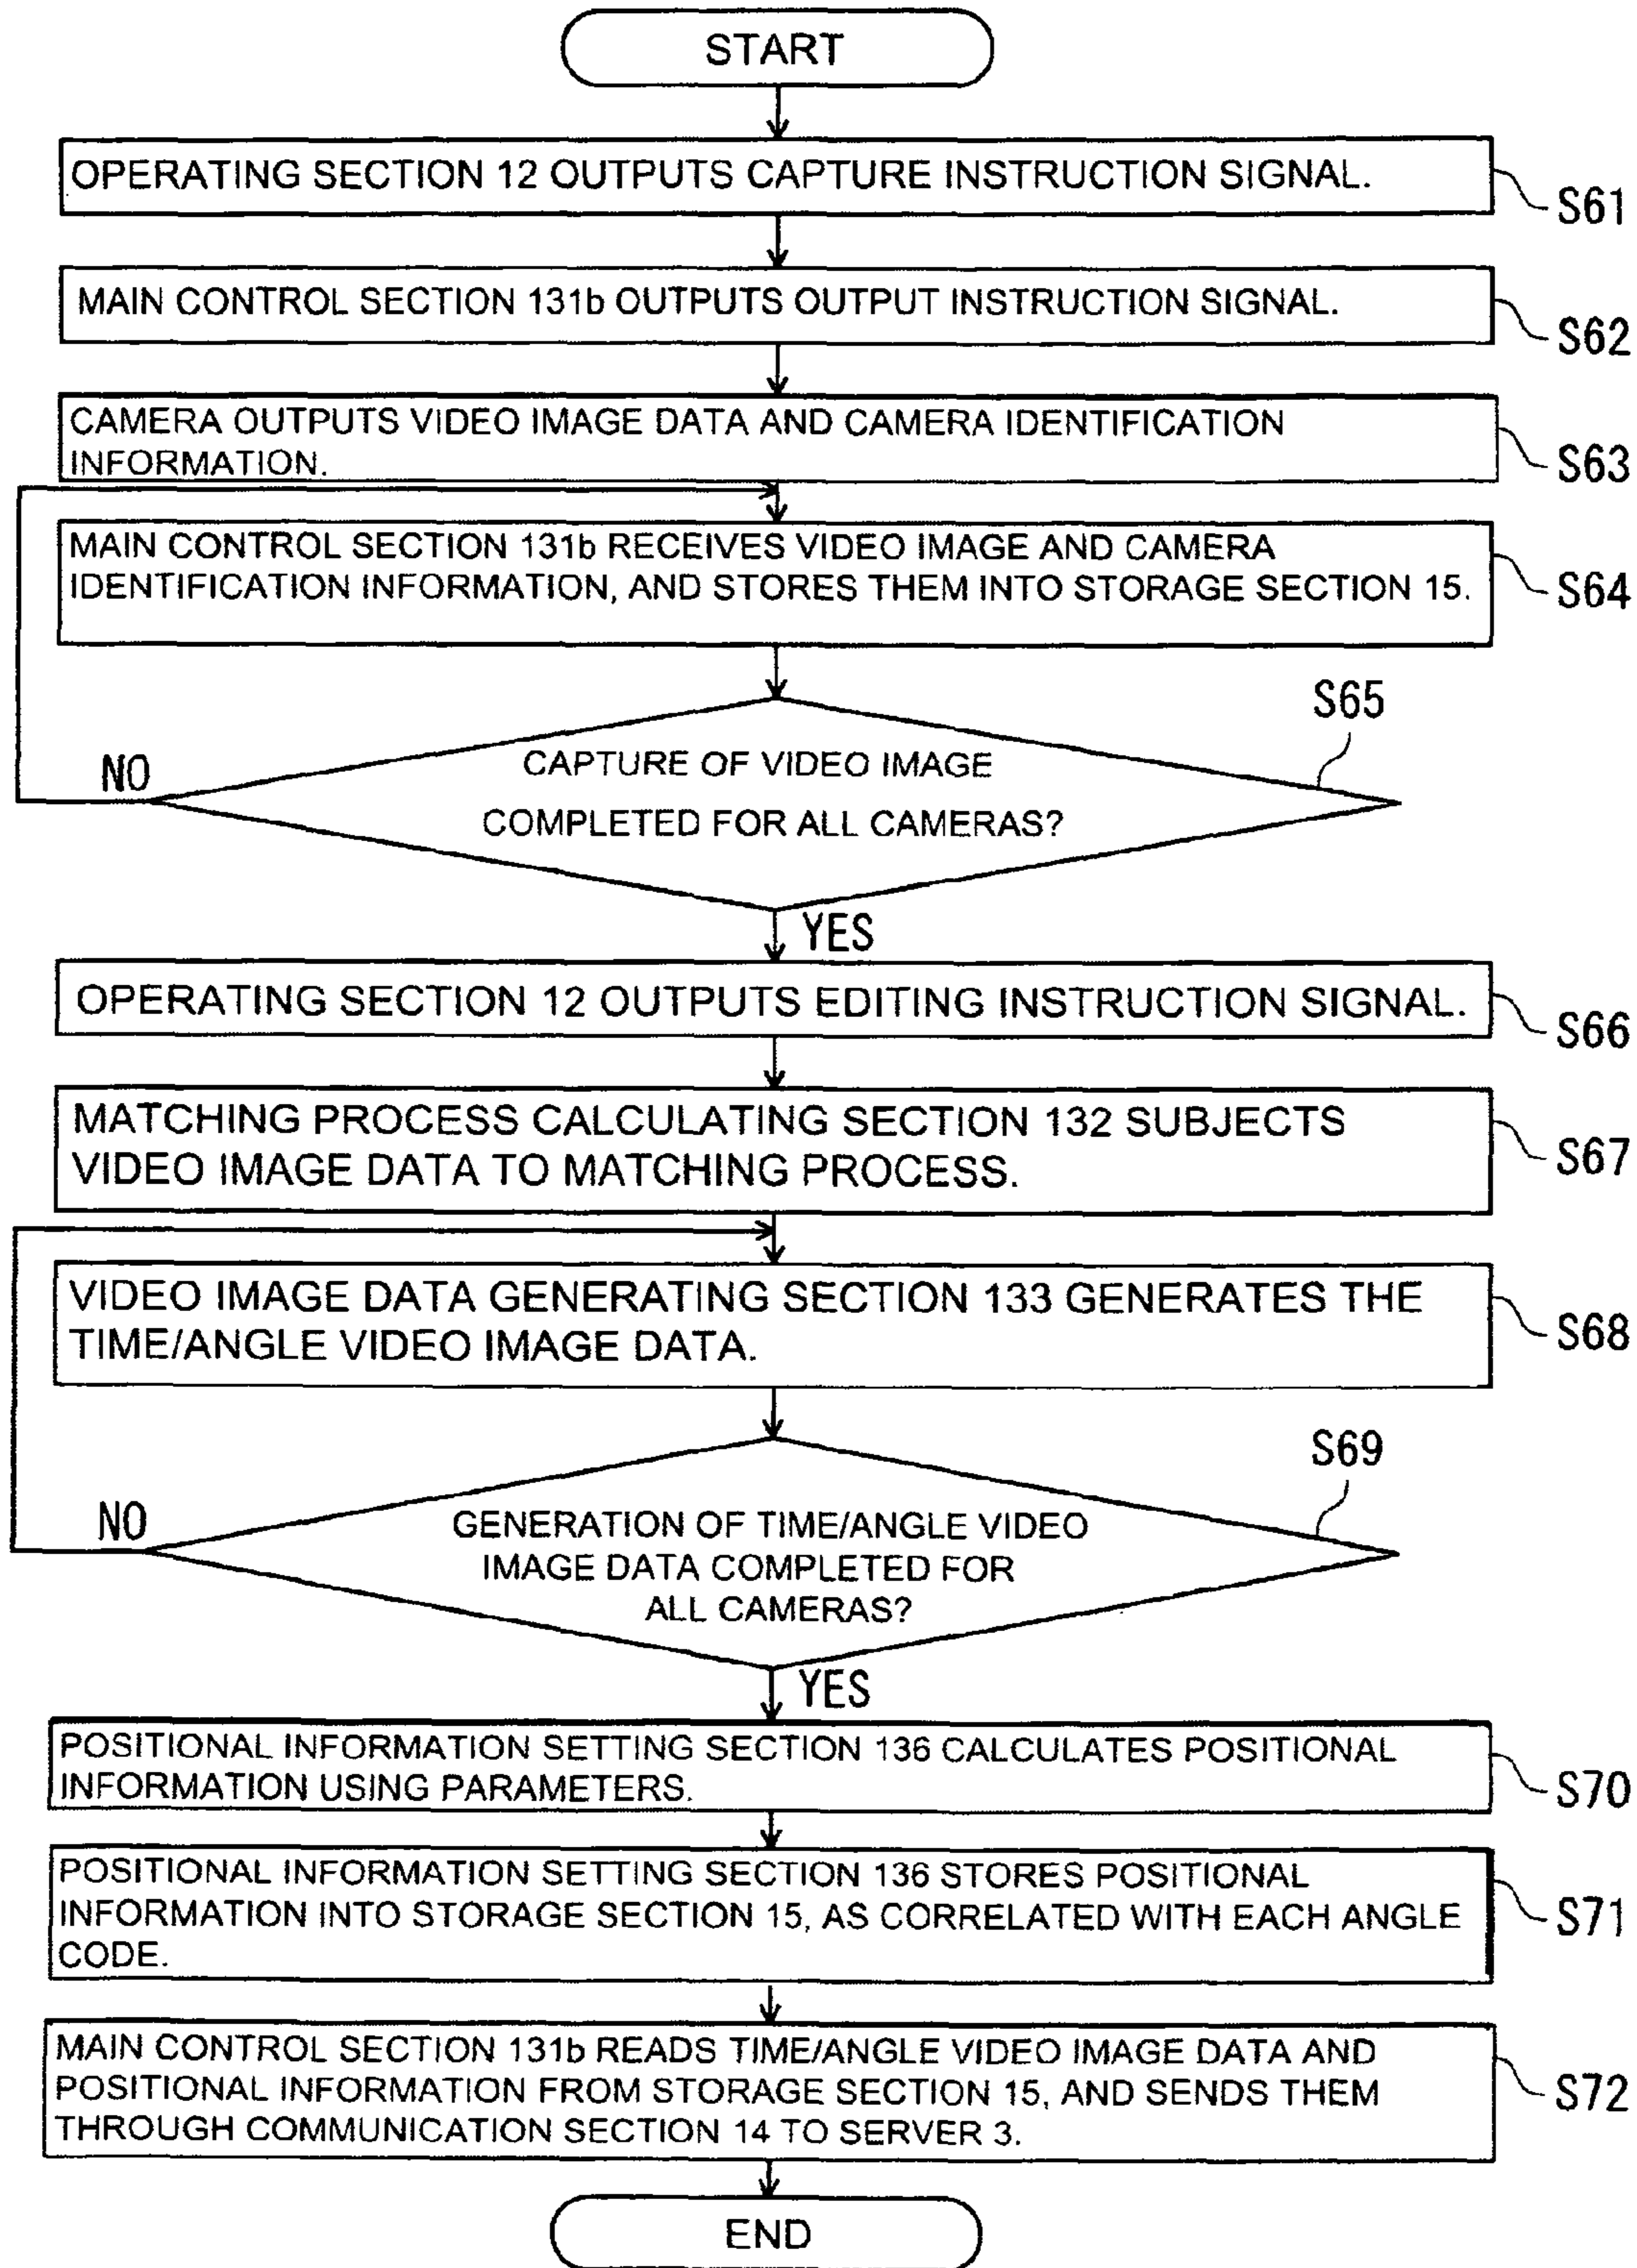 START
OPERATING SECTION 12 OUTPUTS CAPTURE INSTRUCTION SIGNAL.
S61
MAIN CONTROL SECTION 131b OUTPUTS OUTPUT INSTRUCTION SIGNAL.
S62
CAMERA OUTPUTS VIDEO IMAGE DATA AND CAMERA IDENTIFICATION
INFORMATION.
S63
MAIN CONTROL SECTION 131b RECEIVES VIDEO IMAGE AND CAMERA
IDENTIFICATION INFORMATION, AND STORES THEM INTO STORAGE SECTION 15.
S64
S65
NO
CAPTURE OF VIDEO IMAGE
COMPLETED FOR ALL CAMERAS?
YES
OPERATING SECTION 12 OUTPUTS EDITING INSTRUCTION SIGNAL.
S66
MATCHING PROCESS CALCULATING SECTION 132 SUBJECTS
VIDEO IMAGE DATA TO MATCHING PROCESS.
S67
VIDEO IMAGE DATA GENERATING SECTION 133 GENERATES THE
TIME/ANGLE VIDEO IMAGE DATA.
S68
S69
NO
GENERATION OF TIME/ANGLE VIDEO
IMAGE DATA COMPLETED FOR
ALL CAMERAS?
YES
POSITIONAL INFORMATION SETTING SECTION 136 CALCULATES POSITIONAL
INFORMATION USING PARAMETERS.
S70
POSITIONAL INFORMATION SETTING SECTION 136 STORES POSITIONAL
INFORMATION INTO STORAGE SECTION 15, AS CORRELATED WITH EACH ANGLE
CODE.
S71
MAIN CONTROL SECTION 131b READS TIME/ANGLE VIDEO IMAGE DATA AND
POSITIONAL INFORMATION FROM STORAGE SECTION 15, AND SENDS THEM
THROUGH COMMUNICATION SECTION 14 TO SERVER 3.
S72
END